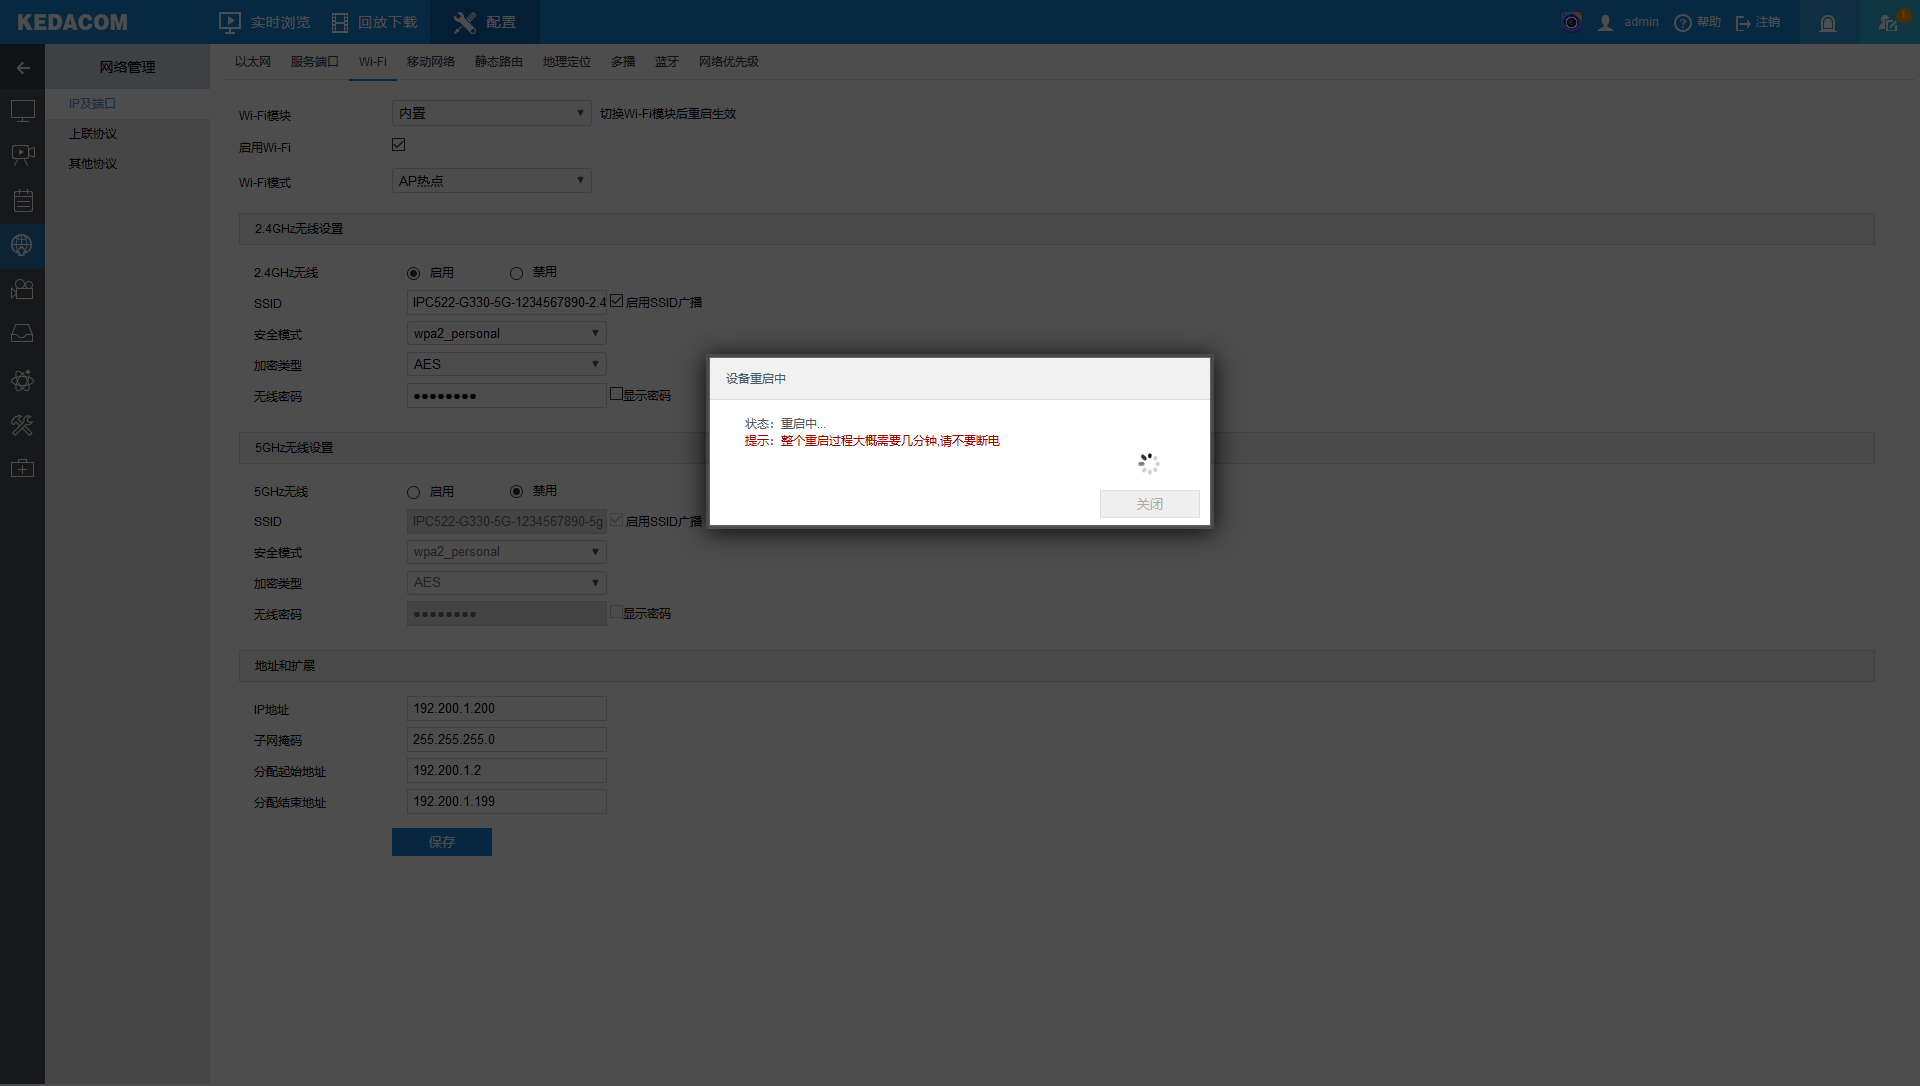 KEDACOM
实时浏览
回放下载
配置
admin
帮助
注销
网络管理
IP及端口
上联协议
其他协议
以太网 服务端口 Wi-Fi 移动网络 静态路由 地理定位 多播 蓝牙 网络优先级
Wi-Fi模块 内置 切换Wi-Fi模块后重启生效
启用Wi-Fi
Wi-Fi模式 AP热点
2.4GHz无线设置
2.4GHz无线 启用 禁用
SSID IPC522-G330-5G-1234567890-2.4 启用SSID广播
安全模式 wpa2_personal
加密类型 AES
无线密码 ●●●●●●●● 显示密码
5GHz无线设置
5GHz无线 启用 禁用
SSID IPC522-G330-5G-1234567890-5g 启用SSID广播
安全模式 wpa2_personal
加密类型 AES
无线密码 ●●●●●●●● 显示密码
地址和扩展
IP地址 192.200.1.200
子网掩码 255.255.255.0
分配起始地址 192.200.1.2
分配结束地址 192.200.1.199
保存
设备重启中
状态：重启中...
提示：整个重启过程大概需要几分钟,请不要断电
关闭